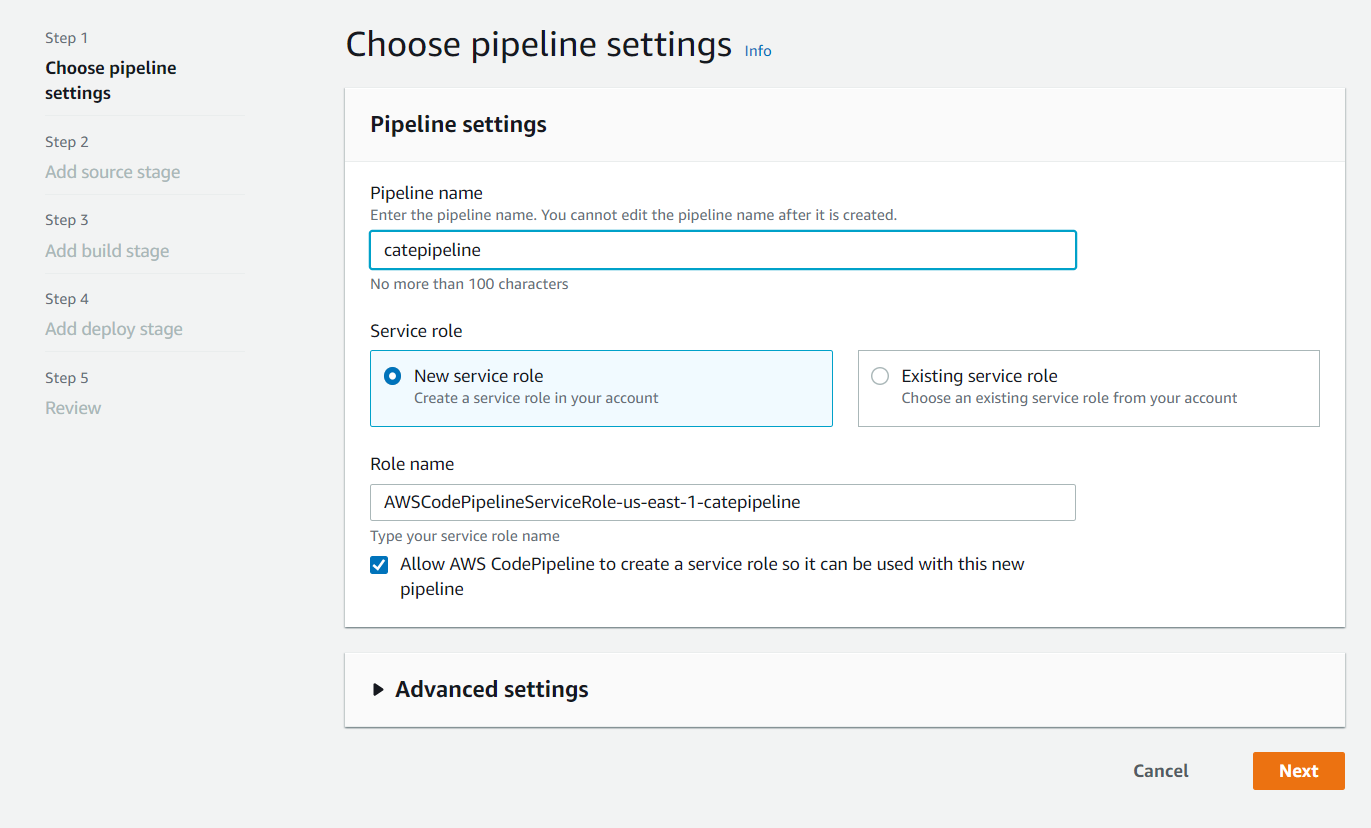 Step 1
Choose pipeline
settings
Step 2
Add source stage
Step 3
Add build stage
Step 4
Add deploy stage
Step 5
Review
Choose pipeline settings Info
Pipeline settings
Pipeline name
Enter the pipeline name. You cannot edit the pipeline name after it is created.
catepipeline
No more than 100 characters
Service role
New service role
Create a service role in your account
Existing service role
Choose an existing service role from your account
Role name
AWSCodePipelineServiceRole-us-east-1-catepipeline
Type your service role name
Allow AWS CodePipeline to create a service role so it can be used with this new
pipeline
Advanced settings
Cancel
Next